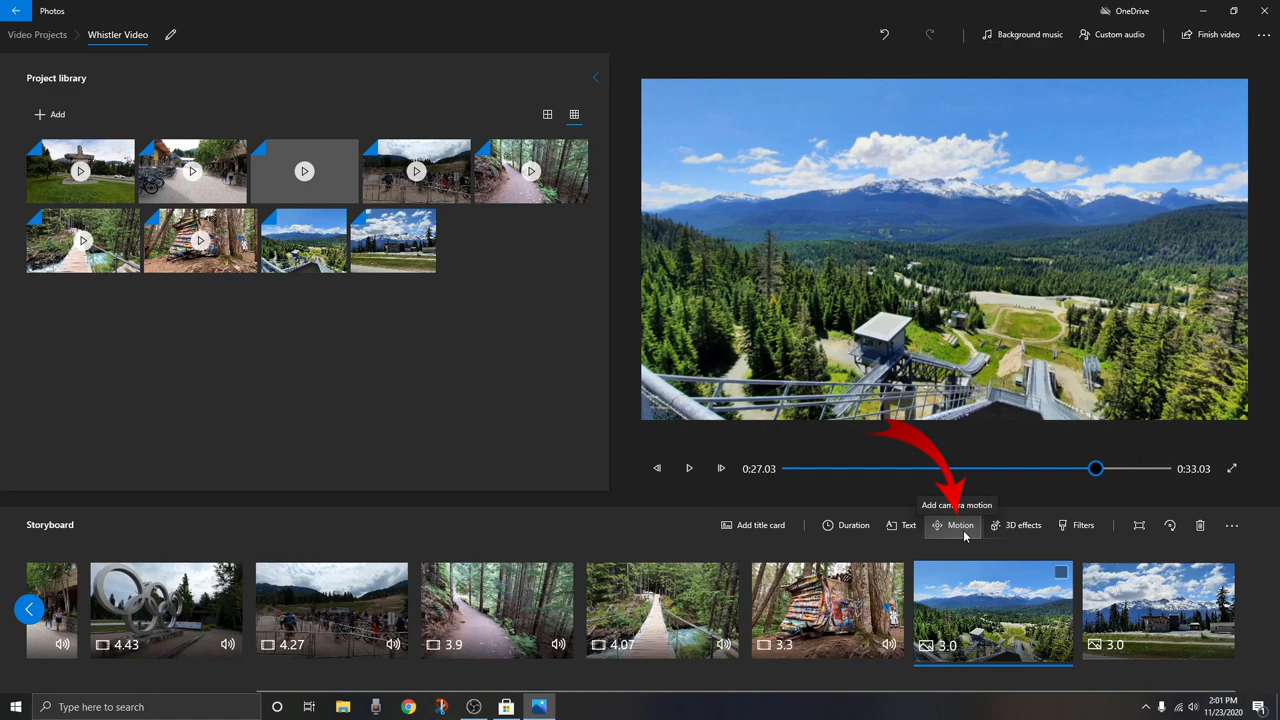 Photos
OneDrive
Video Projects
Whistler Video
Background music
Custom audio
Finish video
Project library
Add
0:27.03
0:33.03
Add camera motion
Storyboard
Add title card
Duration
Text
Motion
3D effects
Filters
4.43
4.27
3.9
4.07
3.3
3.0
3.0
Type here to search
2:01 PM
11/23/2020
1